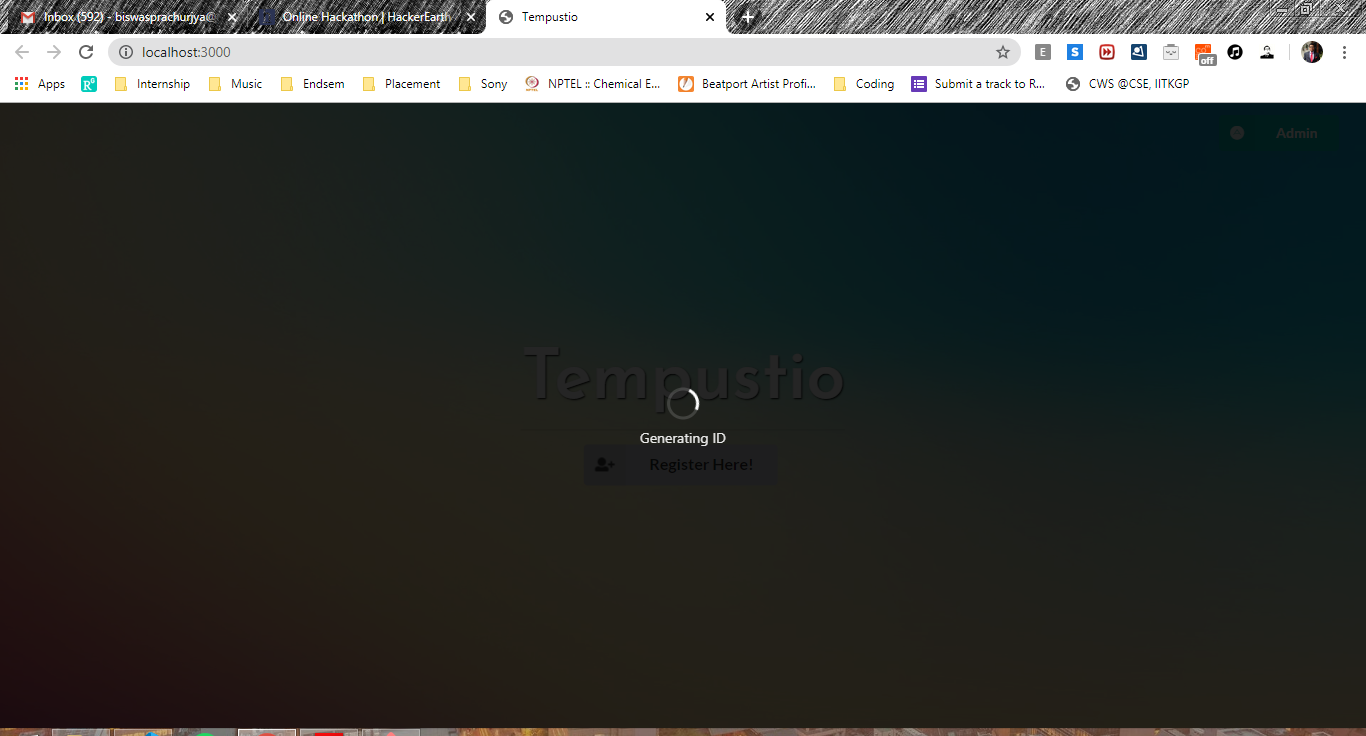 Inbox (592) - biswasprachurjya@
Online Hackathon | HackerEarth
Tempustio
localhost:3000
E
S
off
Apps
R
Internship
Music
Endsem
Placement
Sony
NPTEL :: Chemical E...
Beatport Artist Profi...
Coding
Submit a track to R...
CWS @CSE, IITKGP
Admin
Tempustio
Generating ID
Register Here!